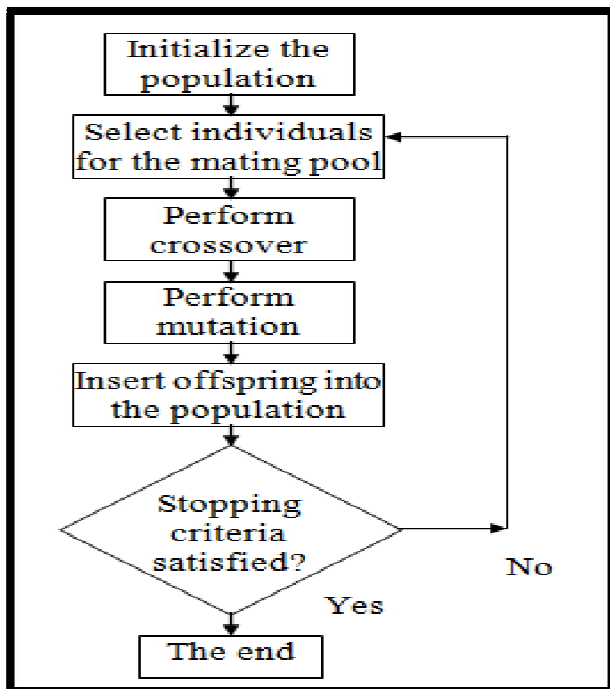 Initialize the
population
Select individuals
for the mating pool
Perform
crossover
Perform
mutation
Insert offspring into
the population
Stopping
criteria
satisfied?
No
Yes
The end